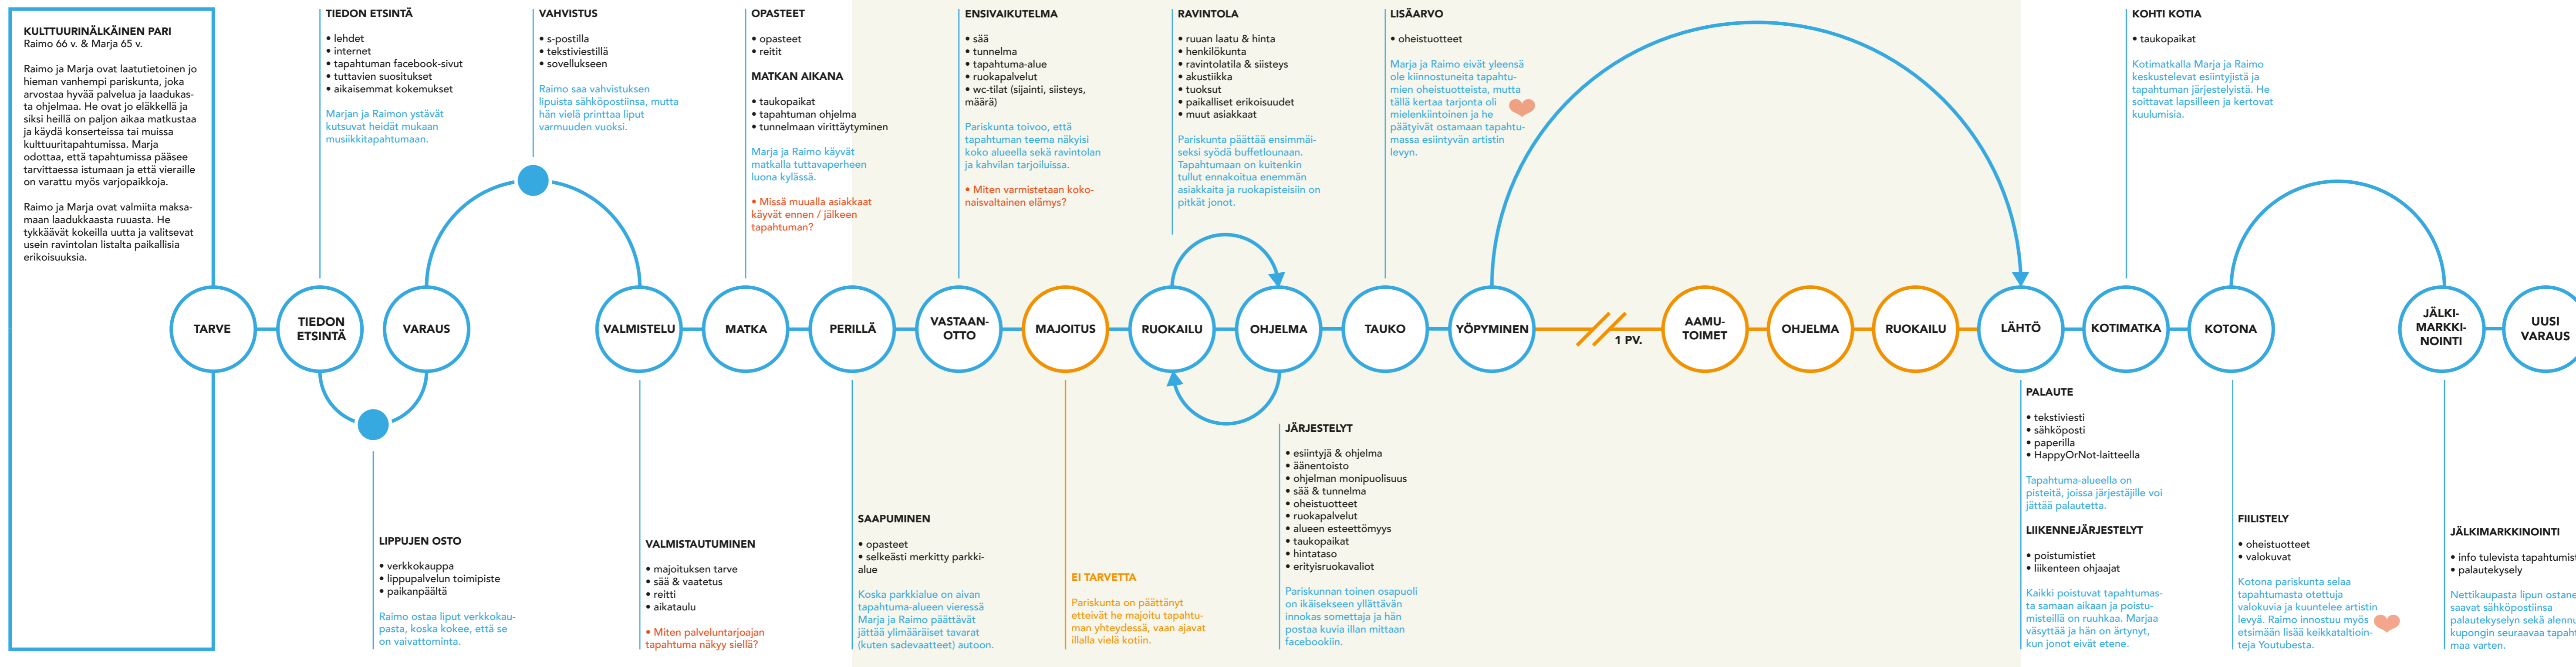 KULTTUURINÄLKÄINEN PARI
Raimo 66 v. & Marja 65 v.
Raimo ja Marja ovat laatutietoinen jo
hieman vanhempi pariskunta, joka
arvostaa hyvää palvelua ja laadukas-
ta ohjelmaa. He ovat jo eläkkellä ja
siksi heillä on paljon aikaa matkustaa
ja käydä konserteissa tai muissa
kulttuuritapahtumissa. Marja
odottaa, että tapahtumissa pääsee
tarvittaessa istumaan ja että vieraille
on varattu myös varjopaikkoja.
Raimo ja Marja ovat valmiita maksa-
maan laadukkaasta ruuasta. He
tykkäävät kokeilla uutta ja valitsevat
usein ravintolan listalta paikallisia
erikoisuuksia.
TIEDON ETSINTÄ
• lehdet
• internet
• tapahtuman facebook-sivut
• tuttavien suositukset
• aikaisemmat kokemukset
Marjan ja Raimon ystävät
kutsuvat heidät mukaan
musiikkitapahtumaan.
VAHVISTUS
• s-postilla
• tekstiviestillä
• sovellukseen
Raimo saa vahvistuksen
lipuista sähköpostiinsa, mutta
hän vielä printtaa liput
varmuuden vuoksi.
OPASTEET
• opasteet
• reitit
MATKAN AIKANA
• taukopaikat
• tapahtuman ohjelma
• tunnelmaan virittäytyminen
Marja ja Raimo käyvät
matkalla tuttavaperheen
luona kylässä.
• Missä muualla asiakkaat
käyvät ennen / jälkeen
tapahtuman?
ENSIVAIKUTELMA
• sää
• tunnelma
• tapahtuma-alue
• ruokapalvelut
• wc-tilat (sijainti, siisteys,
määrä)
Pariskunta toivoo, että
tapahtuman teema näkyisi
koko alueella sekä ravintolan
ja kahvilan tarjoiluissa.
• Miten varmistetaan koko-
naisvaltainen elämys?
RAVINTOLA
• ruuan laatu & hinta
• henkilökunta
• ravintolatila & siisteys
• akustiikka
• tuoksut
• paikalliset erikoisuudet
• muut asiakkaat
Pariskunta päättää ensimmäi-
seksi syödä buffetlounaan.
Tapahtumaan on kuitenkin
tullut ennakoitua enemmän
asiakkaita ja ruokapisteisiin on
pitkät jonot.
LISÄARVO
• oheistuotteet
Marja ja Raimo eivät yleensä
ole kiinnostuneita tapahtu-
mien oheistuotteista, mutta
tällä kertaa tarjonta oli
mielenkiintoinen ja he
päätyivät ostamaan tapahtu-
massa esiintyvän artistin
levyn.
KOHTI KOTIA
• taukopaikat
Kotimatkalla Marja ja Raimo
keskustelevat esiintyjistä ja
tapahtuman järjestelyistä. He
soittavat lapsilleen ja kertovat
kuulumisia.
TARVE
TIEDON
ETSINTÄ
VARAUS
VALMISTELU
MATKA
PERILLÄ
VASTAAN-
OTTO
MAJOITUS
RUOKAILU
OHJELMA
TAUKO
YÖPYMINEN
1 PV.
AAMU-
TOIMET
OHJELMA
RUOKAILU
LÄHTÖ
KOTIMATKA
KOTONA
JÄLKI-
MARKKI-
NOINTI
UUSI
VARAUS
LIPPUJEN OSTO
• verkkokauppa
• lippupalvelun toimipiste
• paikanpäältä
Raimo ostaa liput verkkokau-
pasta, koska kokee, että se
on vaivattominta.
VALMISTAUTUMINEN
• majoituksen tarve
• sää & vaatetus
• reitti
• aikataulu
• Miten palveluntarjoajan
tapahtuma näkyy siellä?
SAAPUMINEN
• opasteet
• selkeästi merkitty parkki-
alue
Koska parkkialue on aivan
tapahtuma-alueen vieressä
Marja ja Raimo päättävät
jättää ylimääräiset tavarat
(kuten sadevaatteet) autoon.
EI TARVETTA
Pariskunta on päättänyt
etteivät he majoitu tapahtu-
man yhteydessä, vaan ajavat
illalla vielä kotiin.
JÄRJESTELYT
• esiintyjä & ohjelma
• äänentoisto
• ohjelman monipuolisuus
• sää & tunnelma
• oheistuotteet
• ruokapalvelut
• alueen esteettömyys
• taukopaikat
• hintataso
• erityisruokavaliot
Pariskunnan toinen osapuoli
on ikäisekseen yllättävän
innokas somettaja ja hän
postaa kuvia illan mittaan
facebookiin.
PALAUTE
• tekstiviesti
• sähköposti
• paperilla
• HappyOrNot-laitteella
Tapahtuma-alueella on
pisteitä, joissa järjestäjille voi
jättää palautetta.
LIIKENNEJÄRJESTELYT
• poistumistiet
• liikenteen ohjaajat
Kaikki poistuvat tapahtumas-
ta samaan aikaan ja poistu-
misteillä on ruuhkaa. Marjaa
väsyttää ja hän on ärtynyt,
kun jonot eivät etene.
FIILISTELY
• oheistuotteet
• valokuvat
Kotona pariskunta selaa
tapahtumasta otettuja
valokuvia ja kuuntelee artistin
levyä. Raimo innostuu myös
etsimään lisää keikkataltioin-
teja Youtubesta.
JÄLKIMARKKINOINTI
• info tulevista tapahtumist
• palautekysely
Nettikaupasta lipun ostane
saavat sähköpostiinsa
palautekyselyn sekä alennu
kupongin seuraavaa tapaht
maa varten.